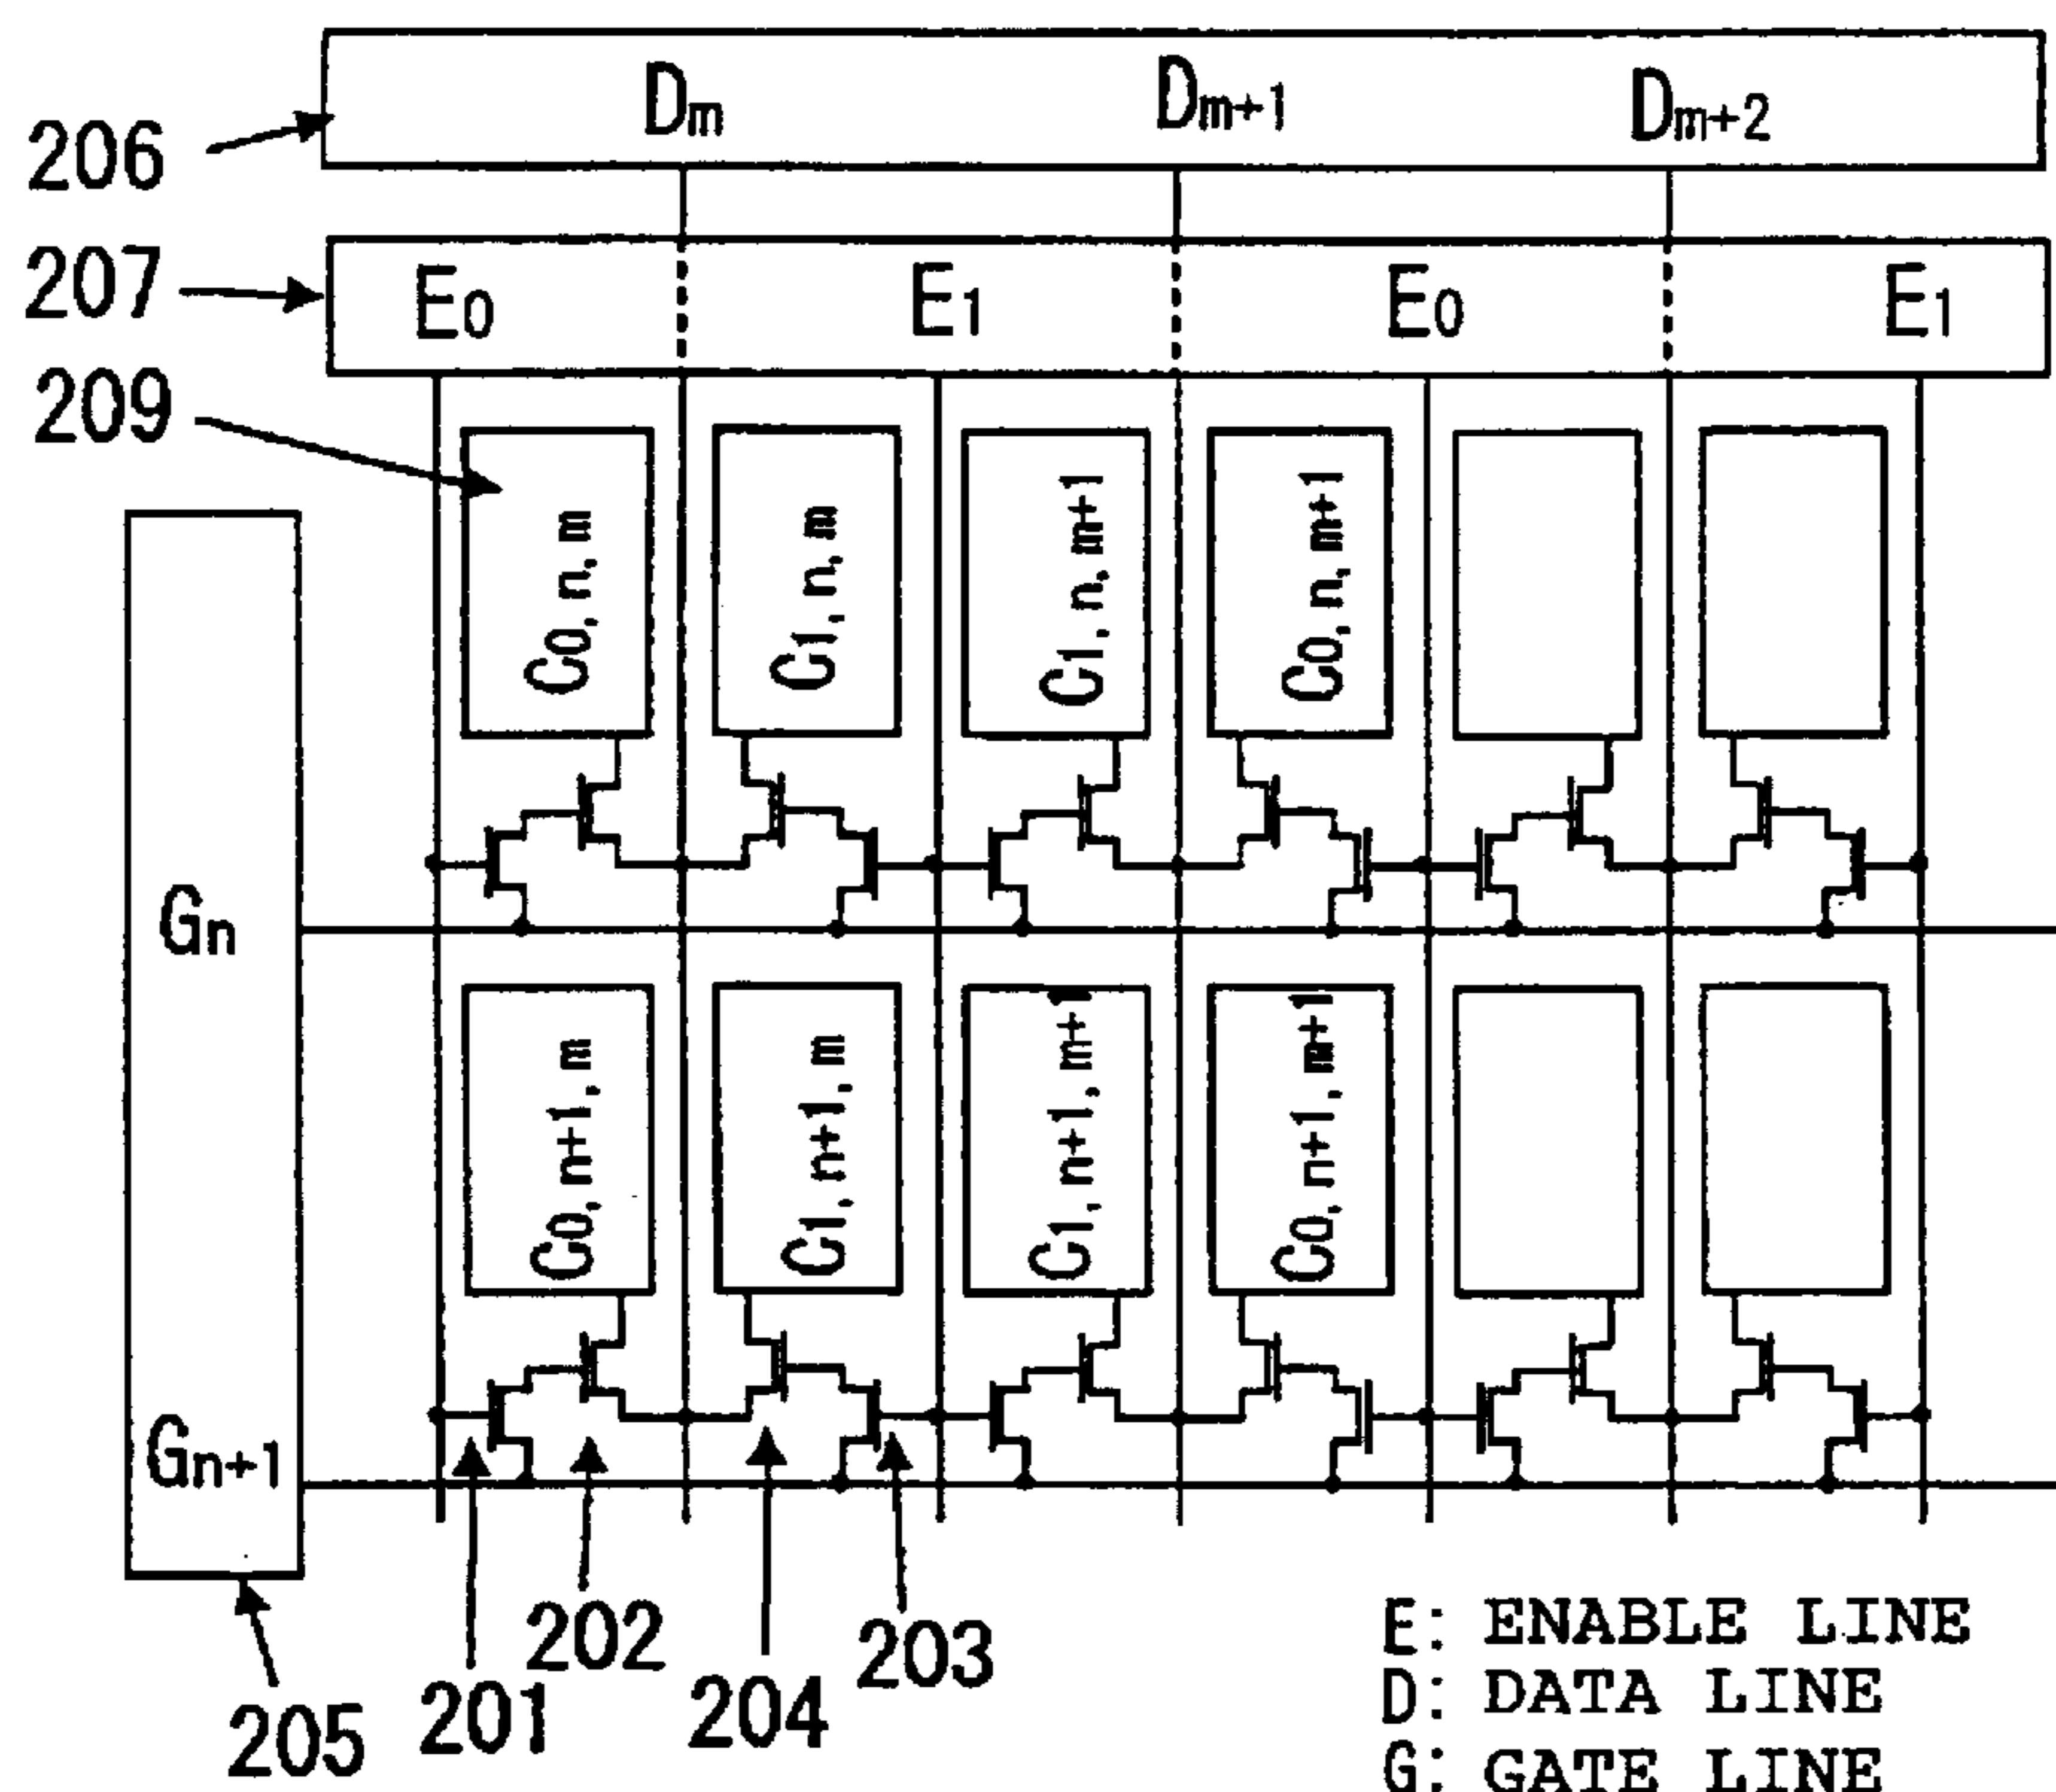 206
Dm Dm+1 Dm+2
207
E0 E1 E0 E1
209
C0, n, m
C1, n, m
C1, n, m+1
C0, n, m+1
Gn
C0, n+1, m
C1, n+1, m
C1, n+1, m+1
C0, n+1, m+1
Gn+1
205
201
202
204
203
E: ENABLE LINE
D: DATA LINE
G: GATE LINE